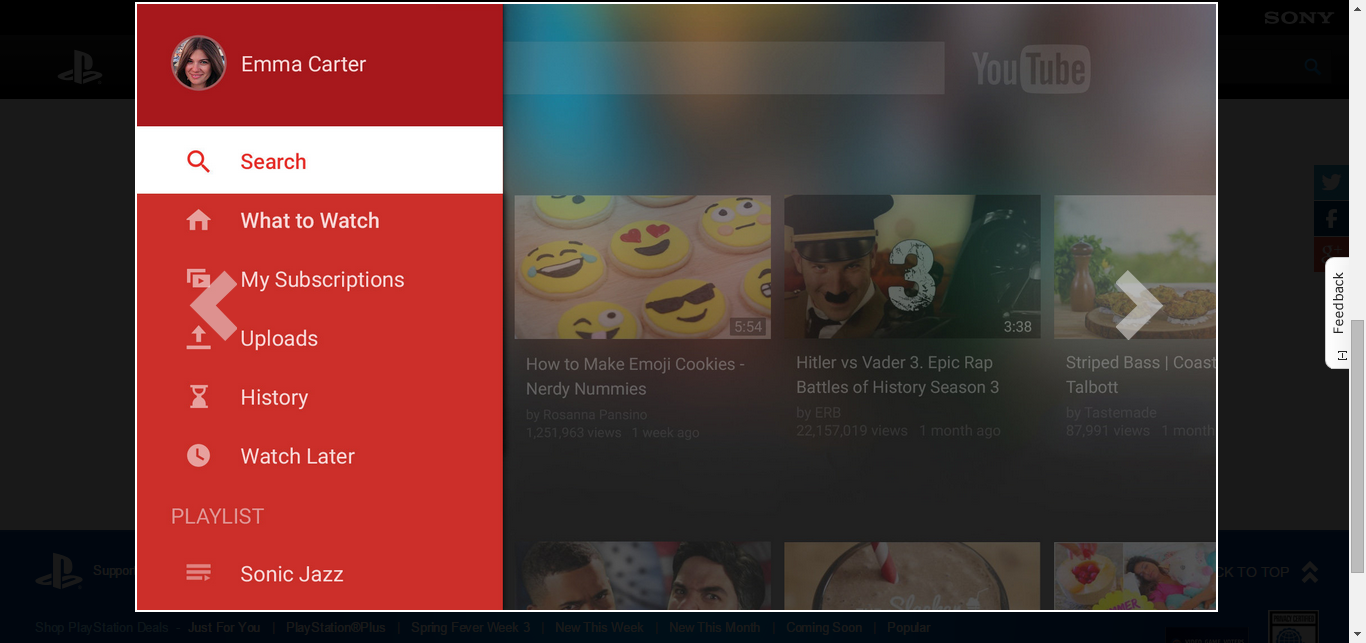 SONY
Emma Carter
YouTube
Search
What to Watch
My Subscriptions
Uploads
History
Watch Later
PLAYLIST
Sonic Jazz
5:54
How to Make Emoji Cookies -
Nerdy Nummies
by Rosanna Pansino
1,251,963 views 1 week ago
3
3:38
Hitler vs Vader 3. Epic Rap
Battles of History Season 3
by ERB
22,157,019 views 1 month ago
Striped Bass | Coast
Talbott
by Tastemade
87,991 views 1 month
Feedback
Suppor
CK TO TOP
Shop PlayStation Deals - Just For You | PlayStation®Plus | Spring Fever Week 3 | New This Week | New This Month | Coming Soon | Popular